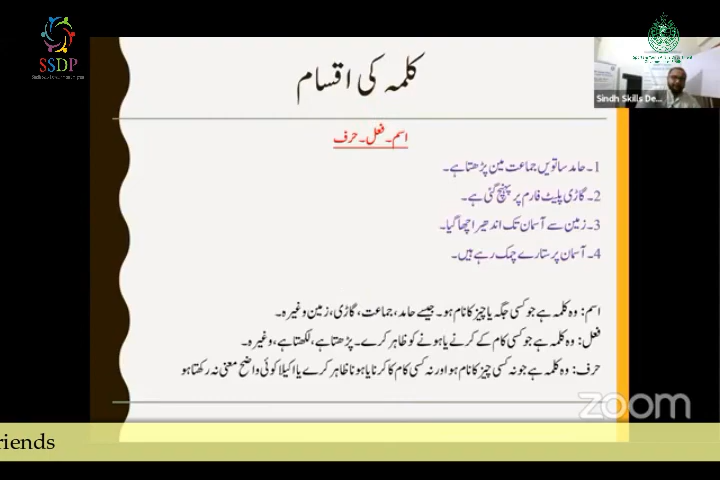 SSDP
کلمہ کی اقسام
Sindh Skills De...
اسم۔ فعل۔ حرف
1۔ حامد ساتویں جماعت مین پڑھتا ہے۔
2۔ گاڑی پلیٹ فارم پر پہنچ گئی ہے۔
3۔ زمین سے آسمان تک اندھیرا چھا گیا۔
4۔ آسمان پر ستارے چمک رہے ہیں۔
اسم: وہ کلمہ ہے جو کسی جگہ یا چیز کا نام ہو۔ جیسے حامد، جماعت، گاڑی، زمین وغیرہ۔
فعل: وہ کلمہ ہے جو کسی کام کے کرنے یا ہونے کو ظاہر کرے۔ پڑھتا ہے، لکھتا ہے، وغیرہ۔
حرف: وہ کلمہ ہے جو نہ کسی چیز کا نام ہو اور نہ کسی کام کا کرنا یا ہونا ظاہر کرے یا اکیلا کوئی واضح معنی نہ رکھتا ہو
zoom
riends